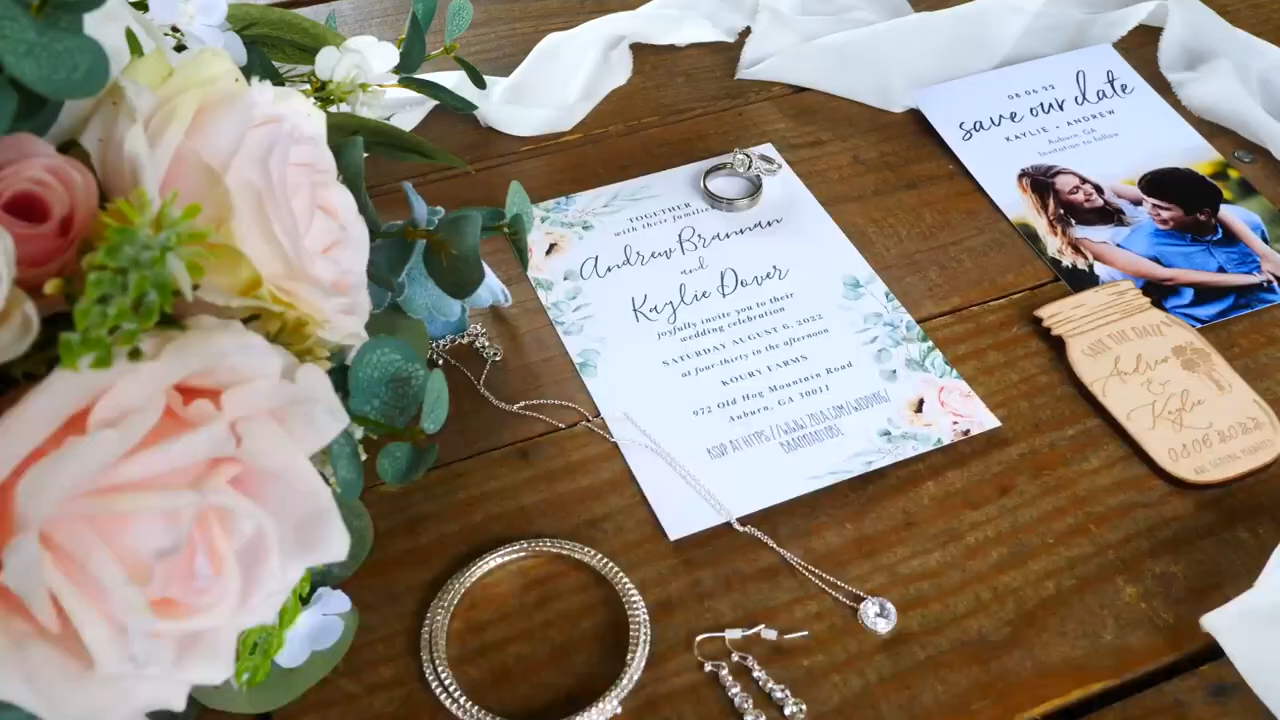 TOGETHER
with their families
Andrew Brannan
and
Kaylie Dover
joyfully invite you to their
wedding celebration
SATURDAY AUGUST 6, 2022
at four-thirty in the afternoon
KOURY FARMS
972 Old Hog Mountain Road
Auburn, GA 30011
RSVP AT HTTPS://WWW.ZOLA.COM/WEDDING/
BRANNANTOBE
08.06.22
save our date
KAYLIE • ANDREW
Auburn, GA
Invitation to follow
SAVE THE DATE
Andrew
&
Kaylie